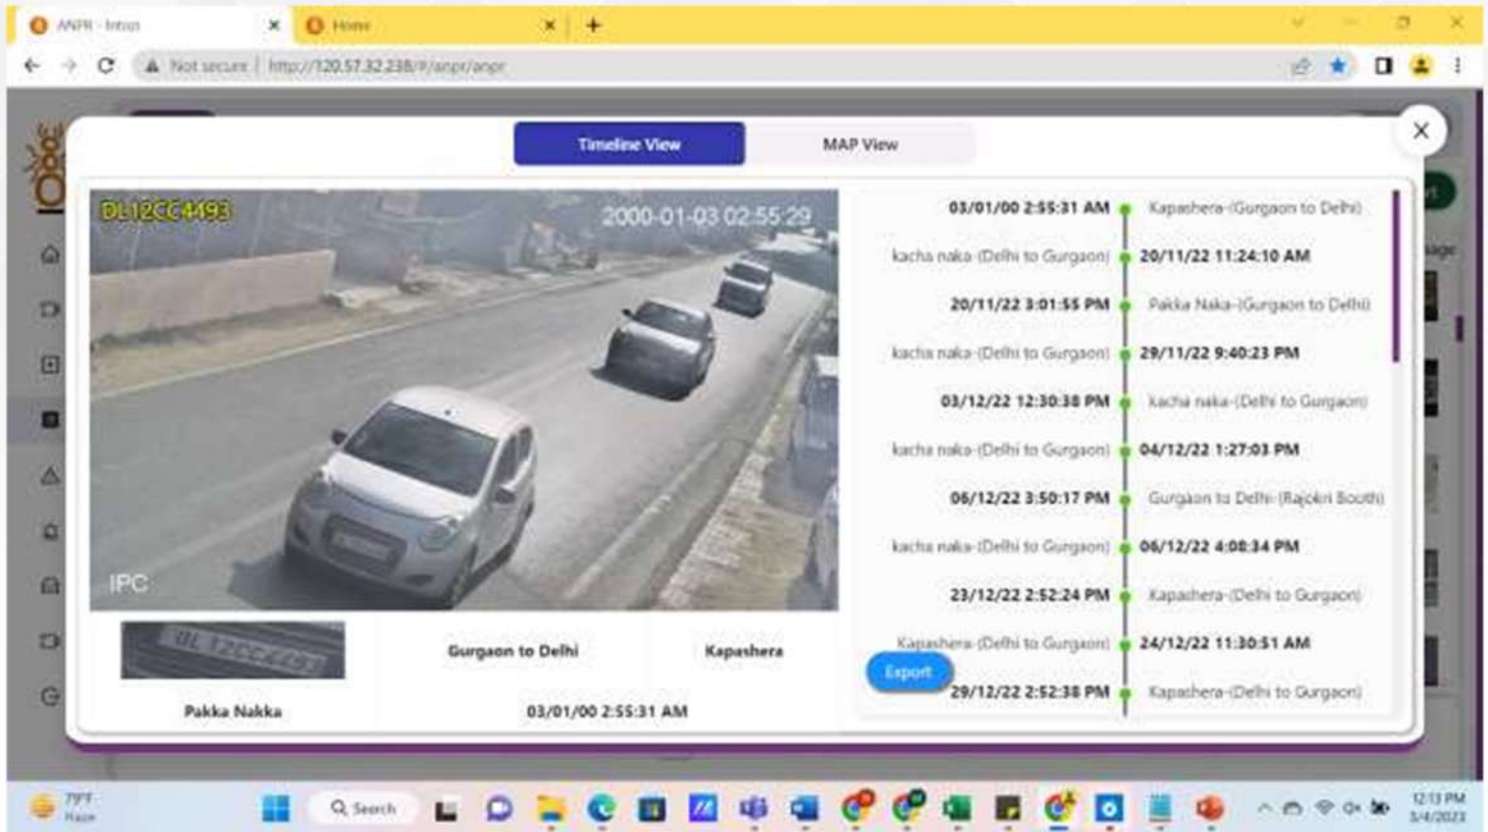 ANPR - Intozi
Home
Not secure | http://120.57.32.238/#/anpr/anpr
Timeline View
MAP View
DL12CC4493
2000-01-03 02:55:29
IPC
DL 12CC4493
Gurgaon to Delhi
Kapashera
Pakka Nakka
03/01/00 2:55:31 AM
03/01/00 2:55:31 AM Kapashera-(Gurgaon to Delhi)
kacha naka-(Delhi to Gurgaon) 20/11/22 11:24:10 AM
20/11/22 3:01:55 PM Pakka Naka-(Gurgaon to Delhi)
kacha naka-(Delhi to Gurgaon) 29/11/22 9:40:23 PM
03/12/22 12:30:38 PM kacha naka-(Delhi to Gurgaon)
kacha naka-(Delhi to Gurgaon) 04/12/22 1:27:03 PM
06/12/22 3:50:17 PM Gurgaon to Delhi-(Rajokri Booth)
kacha naka-(Delhi to Gurgaon) 06/12/22 4:08:34 PM
23/12/22 2:52:24 PM Kapashera-(Delhi to Gurgaon)
Kapashera-(Delhi to Gurgaon) 24/12/22 11:30:51 AM
Export
29/12/22 2:52:38 PM Kapashera-(Delhi to Gurgaon)
79°F
Haze
Search
12:13 PM
3/4/2023